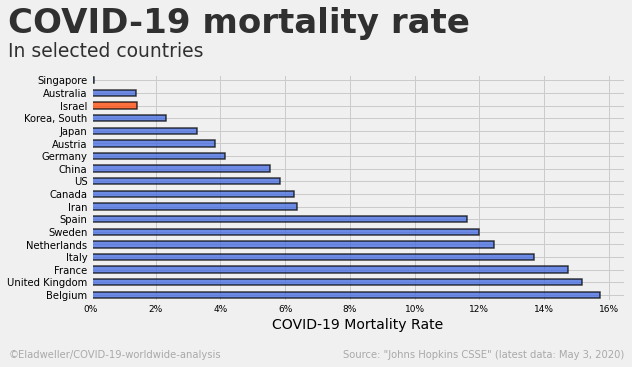 COVID-19 mortality rate
In selected countries
Singapore
Australia
Israel
Korea, South
Japan
Austria
Germany
China
US
Canada
Iran
Spain
Sweden
Netherlands
Italy
France
United Kingdom
Belgium
0% 2% 4% 6% 8% 10% 12% 14% 16%
COVID-19 Mortality Rate
©Eladweller/COVID-19-worldwide-analysis Source: "Johns Hopkins CSSE" (latest data: May 3, 2020)